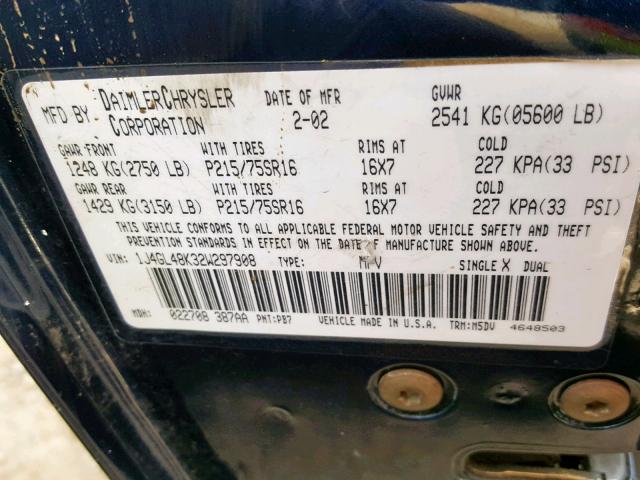 MFD BY DAIMLERCHRYSLER CORPORATION
DATE OF MFR 2-02
GVWR 2541 KG(05600 LB)
GAWR FRONT WITH TIRES RIMS AT COLD
1248 KG(2750 LB) P215/75SR16 16X7 227 KPA(33 PSI)
GAWR REAR WITH TIRES RIMS AT COLD
1429 KG(3150 LB) P215/75SR16 16X7 227 KPA(33 PSI)
THIS VEHICLE CONFORMS TO ALL APPLICABLE FEDERAL MOTOR VEHICLE SAFETY AND THEFT
PREVENTION STANDARDS IN EFFECT ON THE DATE OF MANUFACTURE SHOWN ABOVE.
VIN: 1J4GL48K32W297908 TYPE: MPV SINGLE X DUAL
MDH: 022708 387AA PNT:PB7 VEHICLE MADE IN U.S.A. TRM:M5DV 4648503